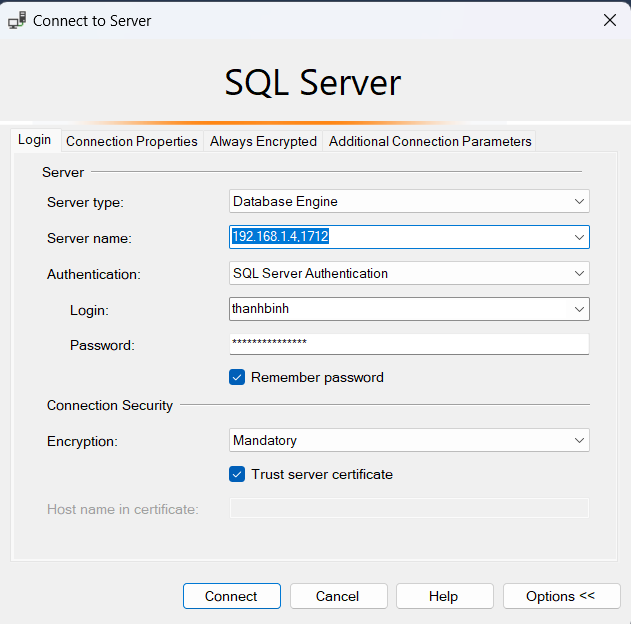 Connect to Server
SQL Server
Login Connection Properties Always Encrypted Additional Connection Parameters
Server
Server type: Database Engine
Server name: 192.168.1.4,1712
Authentication: SQL Server Authentication
Login: thanhbinh
Password: ***************
Remember password
Connection Security
Encryption: Mandatory
Trust server certificate
Host name in certificate:
Connect Cancel Help Options <<